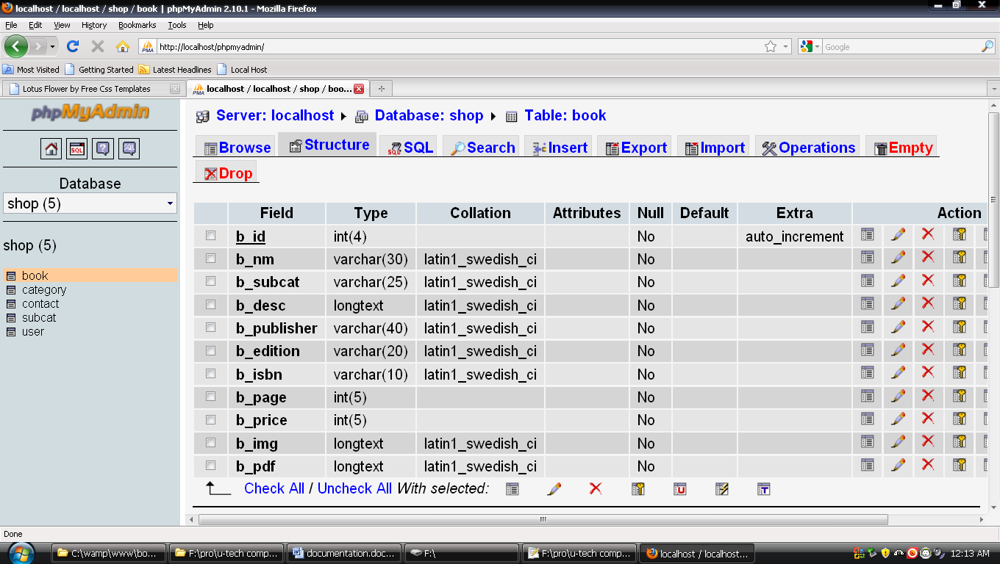 localhost / localhost / shop / book | phpMyAdmin 2.10.1 - Mozilla Firefox
File Edit View History Bookmarks Tools Help
PMA http://localhost/phpmyadmin/ Google
Most Visited Getting Started Latest Headlines Local Host
Lotus Flower by Free Css Templates PMA localhost / localhost / shop / boo...
phpMyAdmin
SQL ? SQL
Database
shop (5)
shop (5)
book
category
contact
subcat
user
Server: localhost Database: shop Table: book
Browse Structure SQL Search Insert Export Import Operations Empty
Drop
Field Type Collation Attributes Null Default Extra Action
b_id int(4) No auto_increment
b_nm varchar(30) latin1_swedish_ci No
b_subcat varchar(25) latin1_swedish_ci No
b_desc longtext latin1_swedish_ci No
b_publisher varchar(40) latin1_swedish_ci No
b_edition varchar(20) latin1_swedish_ci No
b_isbn varchar(10) latin1_swedish_ci No
b_page int(5) No
b_price int(5) No
b_img longtext latin1_swedish_ci No
b_pdf longtext latin1_swedish_ci No
Check All / Uncheck All With selected: U T
Done
C:\wamp\www\bo... F:\pro\u-tech comp... documentation.doc... F:\ F:\pro\u-tech comp... localhost / localhost... 12:13 AM